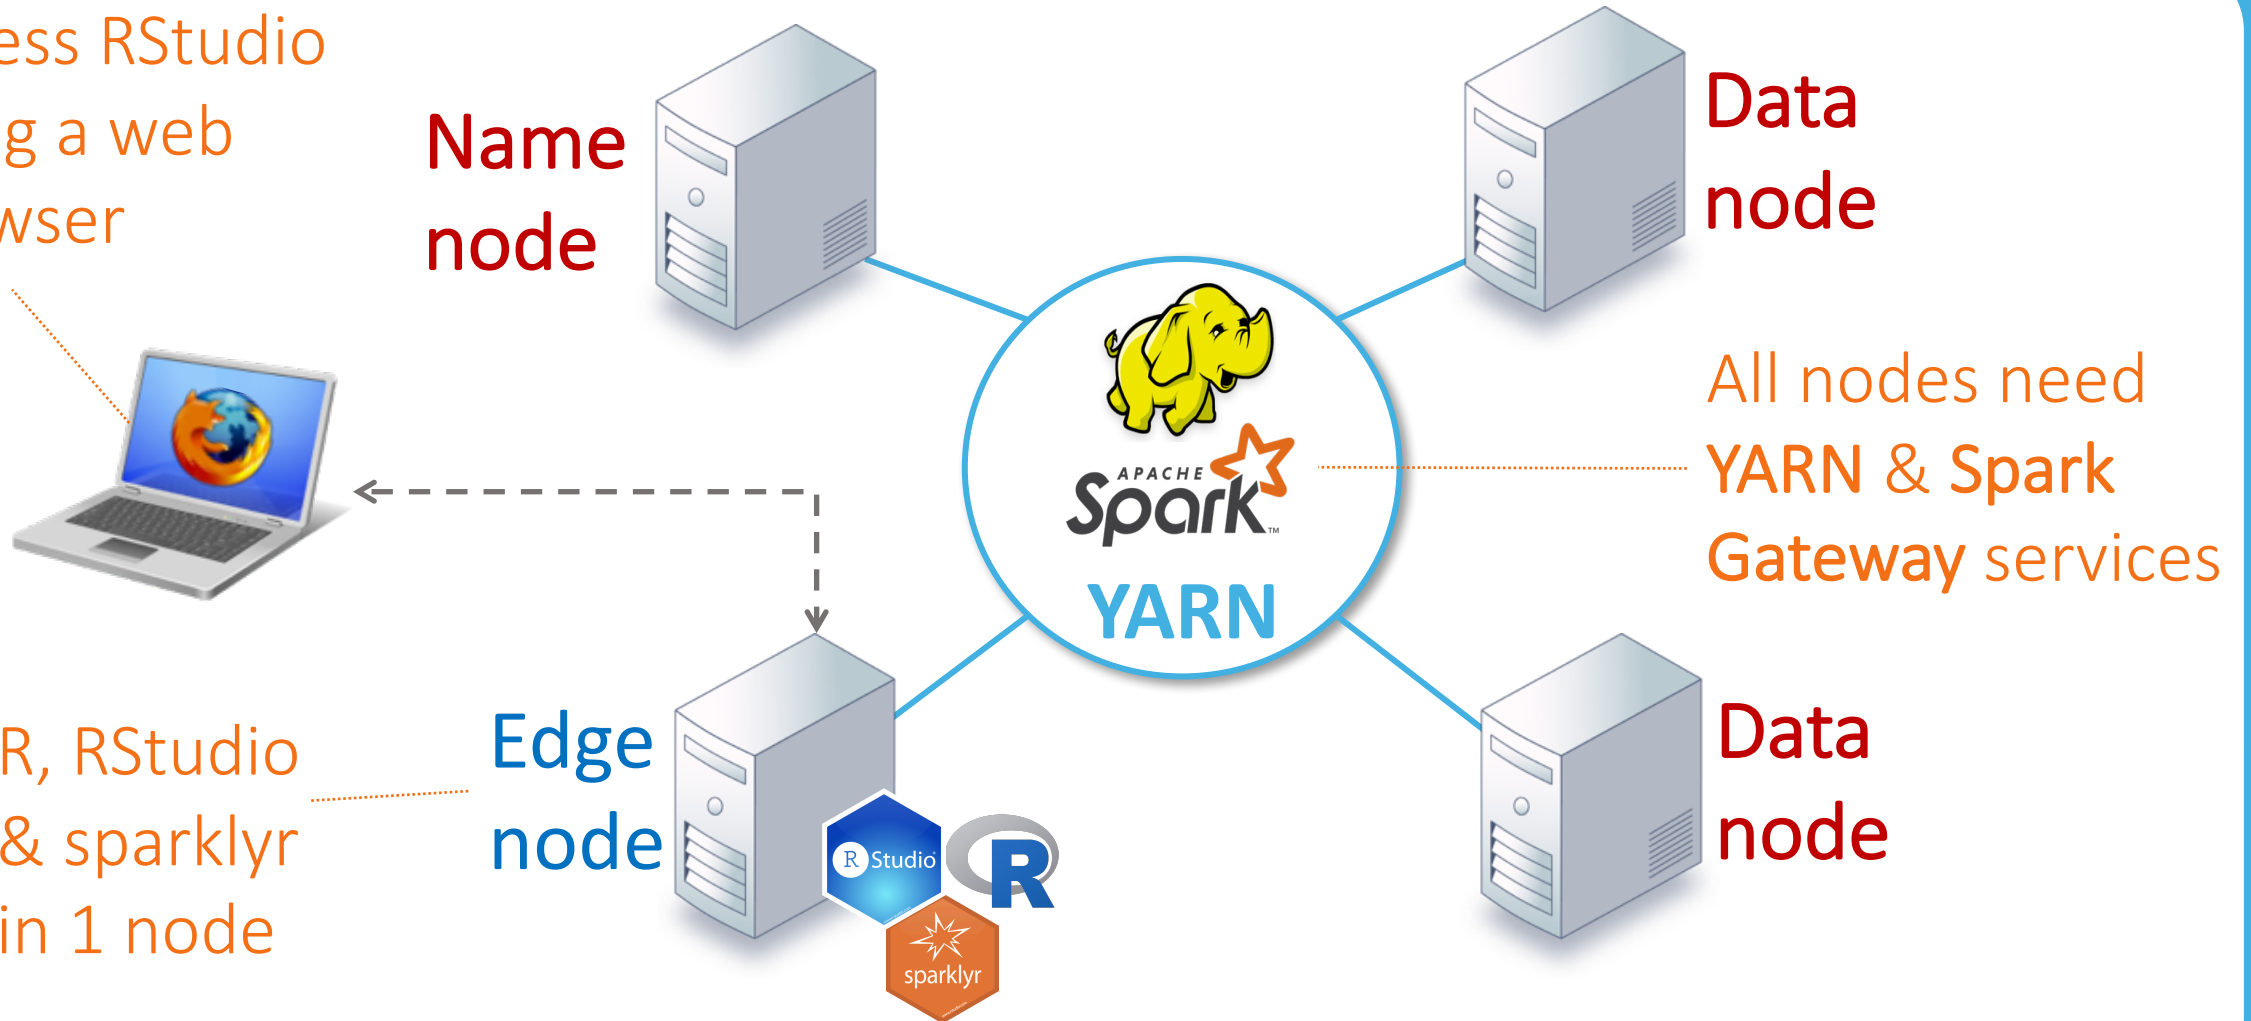 ess RStudio
g a web
wser
Name
node
Data
node
APACHE
Spark™
YARN
All nodes need
YARN & Spark
Gateway services
R, RStudio
& sparklyr
in 1 node
Edge
node
R Studio
R
sparklyr
Data
node